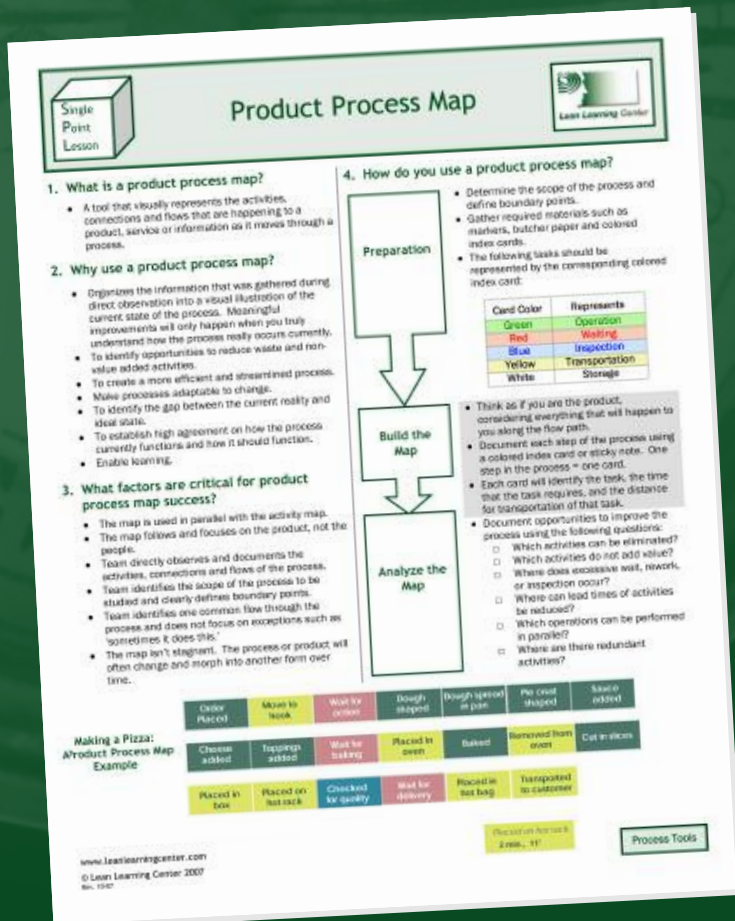 Single
Point
Lesson
Product Process Map
Lean Learning Center
1. What is a product process map?
• A tool that visually represents the activities,
connections and flows that are happening to a
product, service or information as it moves through a
process.
2. Why use a product process map?
• Organizes the information that was gathered during
direct observation into a visual illustration of the
current state of the process. Meaningful
improvements will only happen when you truly
understand how the process really occurs currently.
• To identify opportunities to reduce waste and non-
value added activities.
• To create a more efficient and streamlined process.
• Make processes adaptable to change.
• To identify the gap between the current reality and
ideal state.
• To establish high agreement on how the process
currently functions and how it should function.
• Enable learning.
3. What factors are critical for product
process map success?
• The map is used in parallel with the activity map.
• The map follows and focuses on the product, not the
people.
• Team directly observes and documents the
activities, connections and flows of the process.
• Team identifies the scope of the process to be
studied and clearly defines boundary points.
• Team identifies one common flow through the
process and does not focus on exceptions such as
'sometimes it does this.'
• The map isn't stagnant. The process or product will
often change and morph into another form over
time.
4. How do you use a product process map?
Preparation
• Determine the scope of the process and
define boundary points.
• Gather required materials such as
markers, butcher paper and colored
index cards.
• The following tasks should be
represented by the corresponding colored
index card:
Card Color Represents
Green Operation
Red Waiting
Blue Inspection
Yellow Transportation
White Storage
Build the
Map
• Think as if you are the product,
considering everything that will happen to
you along the flow path.
• Document each step of the process using
a colored index card or sticky note. One
step in the process = one card.
• Each card will identify the task, the time
that the task requires, and the distance
for transportation of that task.
Analyze the
Map
• Document opportunities to improve the
process using the following questions:
□ Which activities can be eliminated?
□ Which activities do not add value?
□ Where does excessive wait, rework,
or inspection occur?
□ Where can lead times of activities
be reduced?
□ Which operations can be performed
in parallel?
□ Where are there redundant
activities?
Making a Pizza:
A Product Process Map
Example
Order Placed
Move to hook
Wait for
Dough shaped
Dough spread in pan
Pie crust shaped
Sauce added
Cheese added
Toppings added
Wait for baking
Placed in oven
Baked
Removed from oven
Cut in slices
Placed in box
Placed on hot rack
Checked for quality
Wait for delivery
Placed in hot bag
Transported to customer
Placed on hot rack
2 min., 11'
Process Tools
www.leanlearningcenter.com
© Lean Learning Center 2007